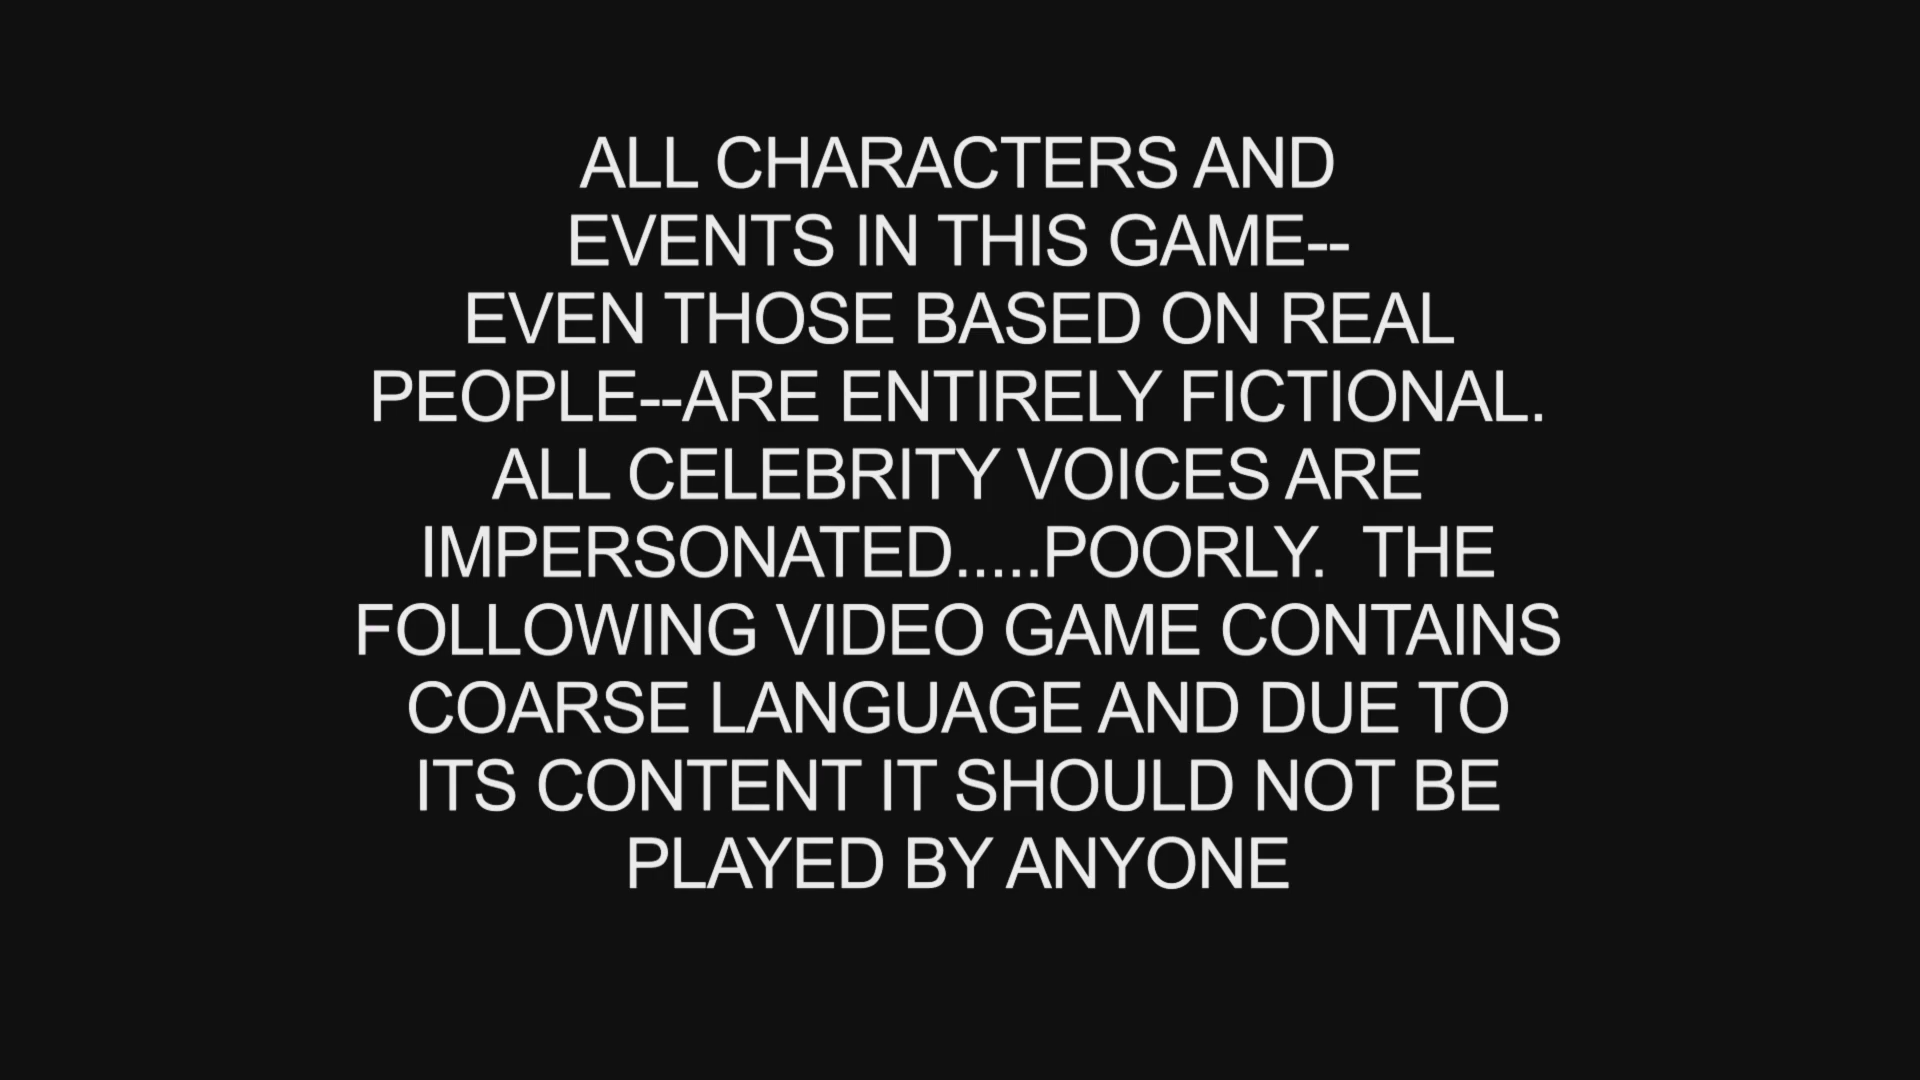 ALL CHARACTERS AND
EVENTS IN THIS GAME--
EVEN THOSE BASED ON REAL
PEOPLE--ARE ENTIRELY FICTIONAL.
ALL CELEBRITY VOICES ARE
IMPERSONATED.....POORLY.  THE
FOLLOWING VIDEO GAME CONTAINS
COARSE LANGUAGE AND DUE TO
ITS CONTENT IT SHOULD NOT BE
PLAYED BY ANYONE